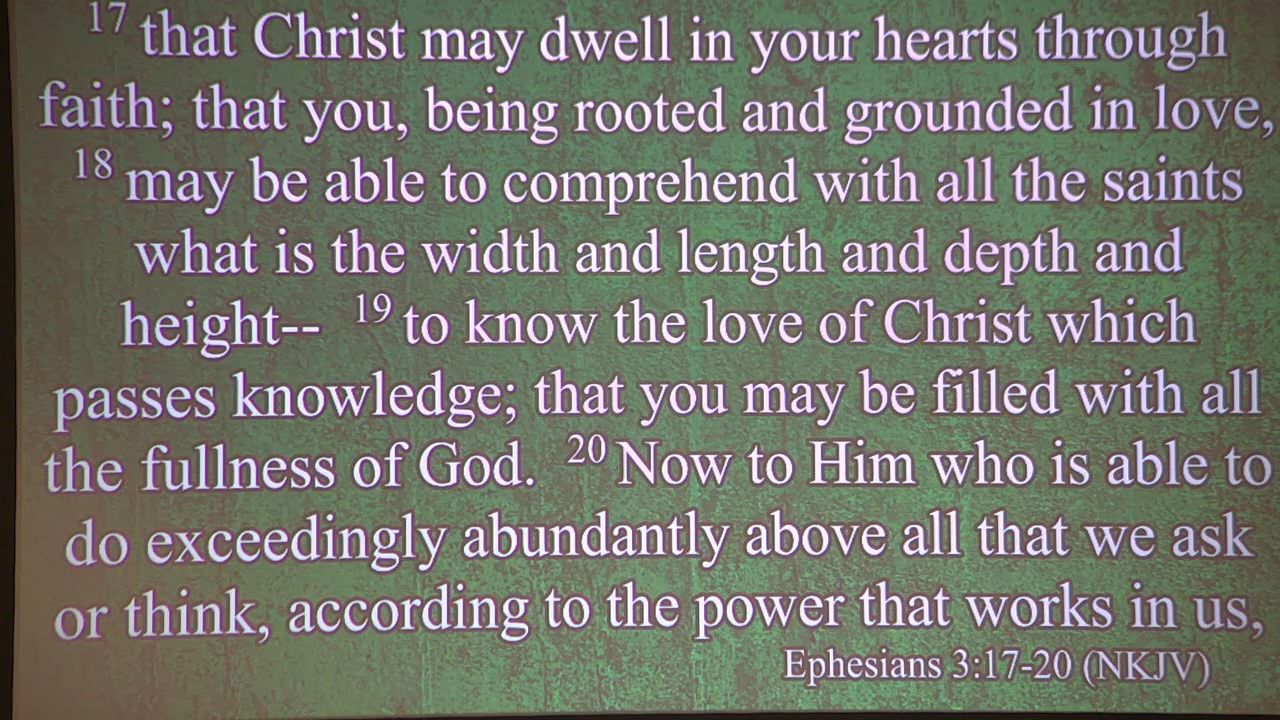 17 that Christ may dwell in your hearts through
faith; that you, being rooted and grounded in love,
18 may be able to comprehend with all the saints
what is the width and length and depth and
height-- 19 to know the love of Christ which
passes knowledge; that you may be filled with all
the fullness of God. 20 Now to Him who is able to
do exceedingly abundantly above all that we ask
or think, according to the power that works in us,
Ephesians 3:17-20 (NKJV)